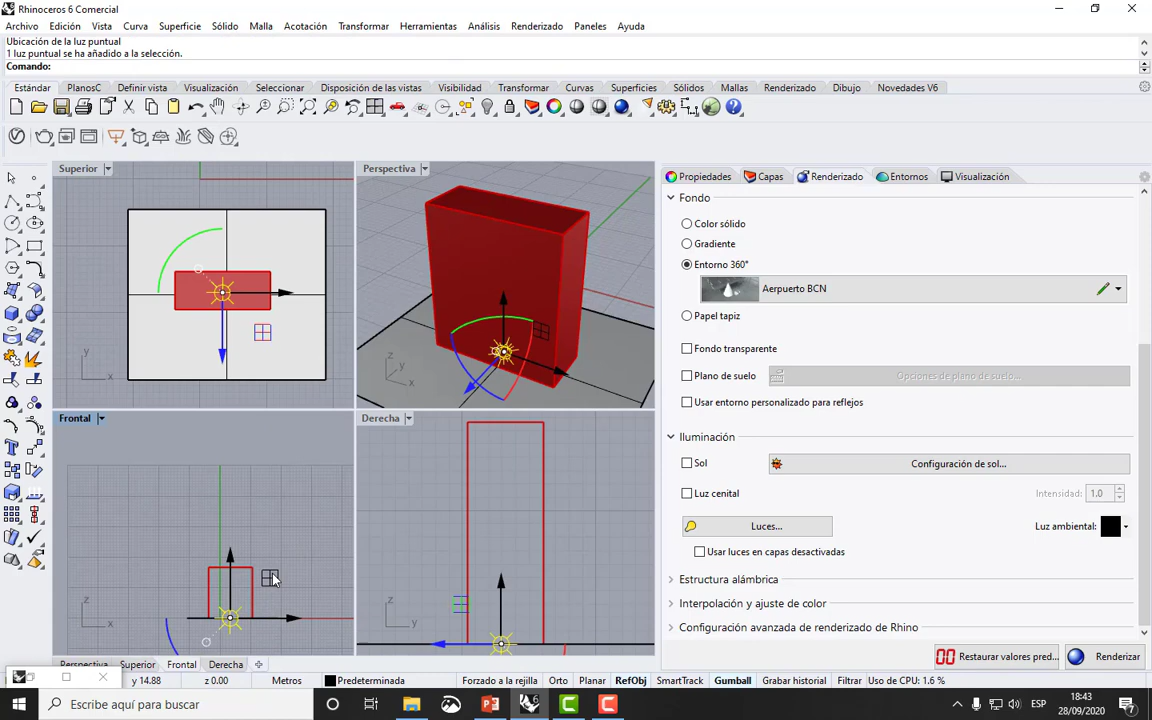 Rhinoceros 6 Comercial
Archivo Edición Vista Curva Superficie Sólido Malla Acotación Transformar Herramientas Análisis Renderizado Paneles Ayuda
Ubicación de la luz puntual
1 luz puntual se ha añadido a la selección.
Comando:
Estándar PlanosC Definir vista Visualización Selección Disposición de las vistas Visibilidad Transformar Curvas Superficies Sólidos Mallas Renderizado Dibujo Novedades V6
Superior Perspectiva
Propiedades Capas Renderizado Entornos Visualización
Fondo
Color sólido
Gradiente
Entorno 360°
Aerpuerto BCN
Papel tapiz
Fondo transparente
Plano de suelo Opciones de plano de suelo...
Usar entorno personalizado para reflejos
y
x
z
y
x
Frontal Derecha
Iluminación
Sol Configuración de sol...
Luz cenital Intensidad: 1.0
Luces... Luz ambiental:
Usar luces en capas desactivadas
Estructura alámbrica
Interpolación y ajuste de color
Configuración avanzada de renderizado de Rhino
z
x
z
y
Perspectiva Superior Frontal Derecha
Restaurar valores pred... Renderizar
y 14.88 z 0.00 Metros Predeterminada Forzado a la rejilla Orto Planar RefObj SmartTrack Gumball Grabar historial Filtrar Uso de CPU: 1.6 %
Escribe aquí para buscar
ESP
18:43
28/09/2020
7